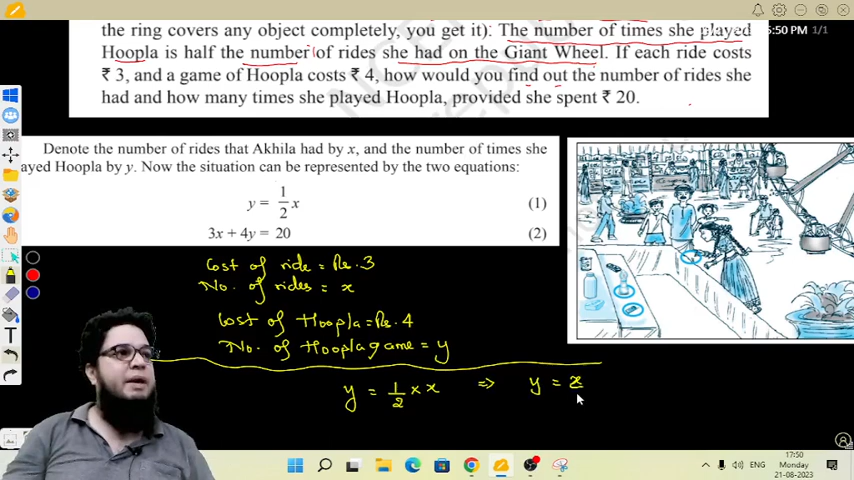 the ring covers any object completely, you get it): The number of times she played
Hoopla is half the number of rides she had on the Giant Wheel. If each ride costs
₹ 3, and a game of Hoopla costs ₹ 4, how would you find out the number of rides she
had and how many times she played Hoopla, provided she spent ₹ 20.
5:50 PM 1/1
Denote the number of rides that Akhila had by x, and the number of times she
ayed Hoopla by y. Now the situation can be represented by the two equations:
y = 1/2 x (1)
3x + 4y = 20 (2)
Cost of ride = Rs. 3
No. of rides = x
Cost of Hoopla = Rs. 4
No. of Hoopla game = y
y = 1/2 × x ⇒ y = x
T
ENG
17:50
Monday
21-08-2023